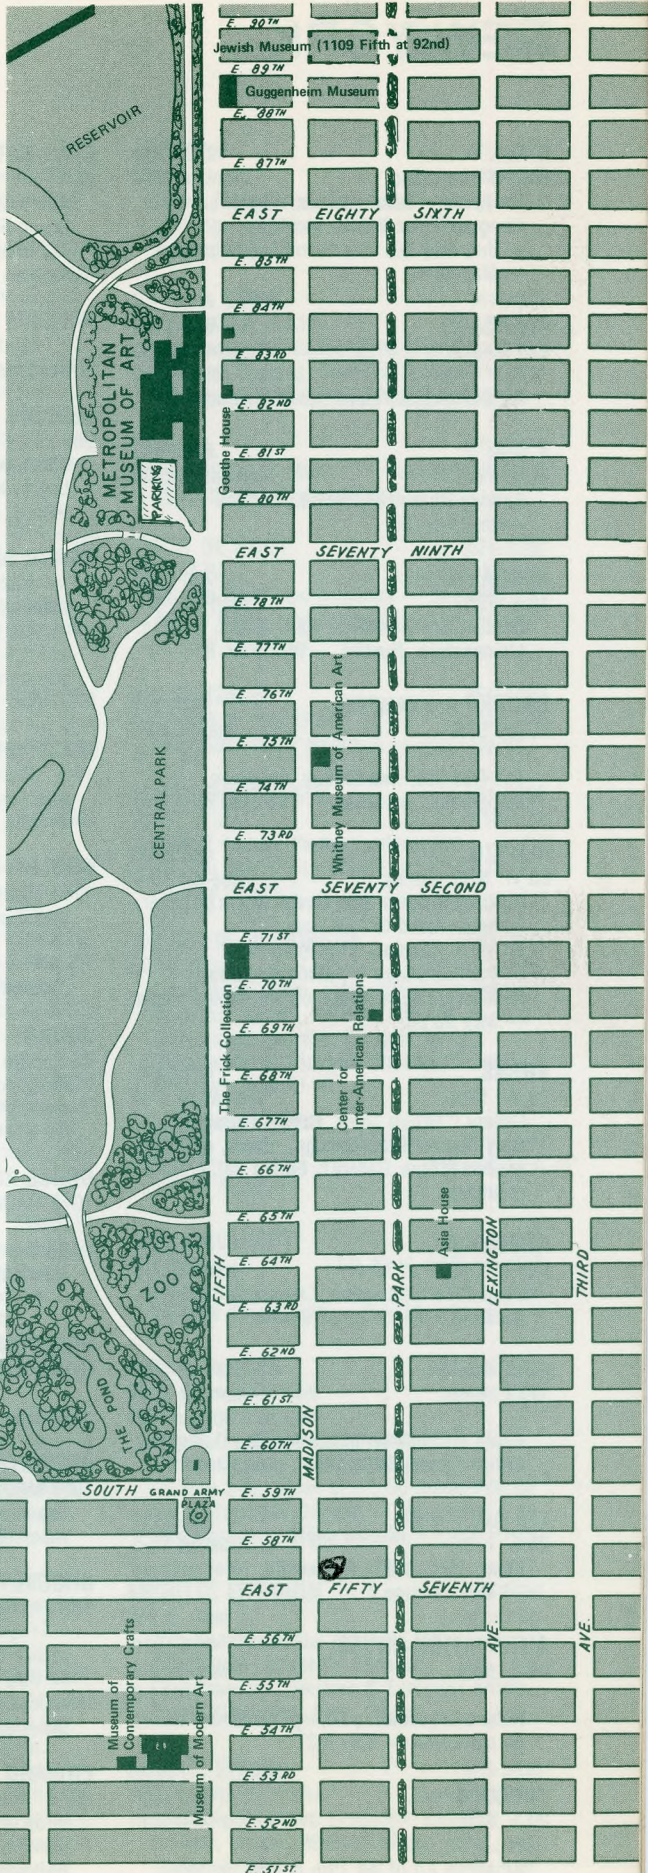 E. 90TH
Jewish Museum (1109 Fifth at 92nd)
E. 89TH
Guggenheim Museum
E. 88TH
RESERVOIR
E. 87TH
EAST EIGHTY SIXTH
E. 85TH
E. 84TH
METROPOLITAN
MUSEUM OF ART
E. 83RD
E. 82ND
Goethe House
E. 81ST
PARKING
E. 80TH
EAST SEVENTY NINTH
E. 78TH
E. 77TH
E. 76TH
Whitney Museum of American Art
E. 75TH
CENTRAL PARK
E. 74TH
E. 73RD
EAST SEVENTY SECOND
E. 71ST
E. 70TH
The Frick Collection
Center for
Inter-American Relations
E. 69TH
E. 68TH
E. 67TH
E. 66TH
Asia House
E. 65TH
E. 64TH
ZOO
FIFTH
PARK
LEXINGTON
THIRD
E. 63RD
E. 62ND
THE POND
E. 61ST
MADISON
E. 60TH
SOUTH
GRAND ARMY
PLAZA
E. 59TH
E. 58TH
EAST FIFTY SEVENTH
AVE.
AVE.
E. 56TH
Museum of
Contemporary Crafts
E. 55TH
Museum of Modern Art
E. 54TH
E. 53RD
E. 52ND
E. 51ST.